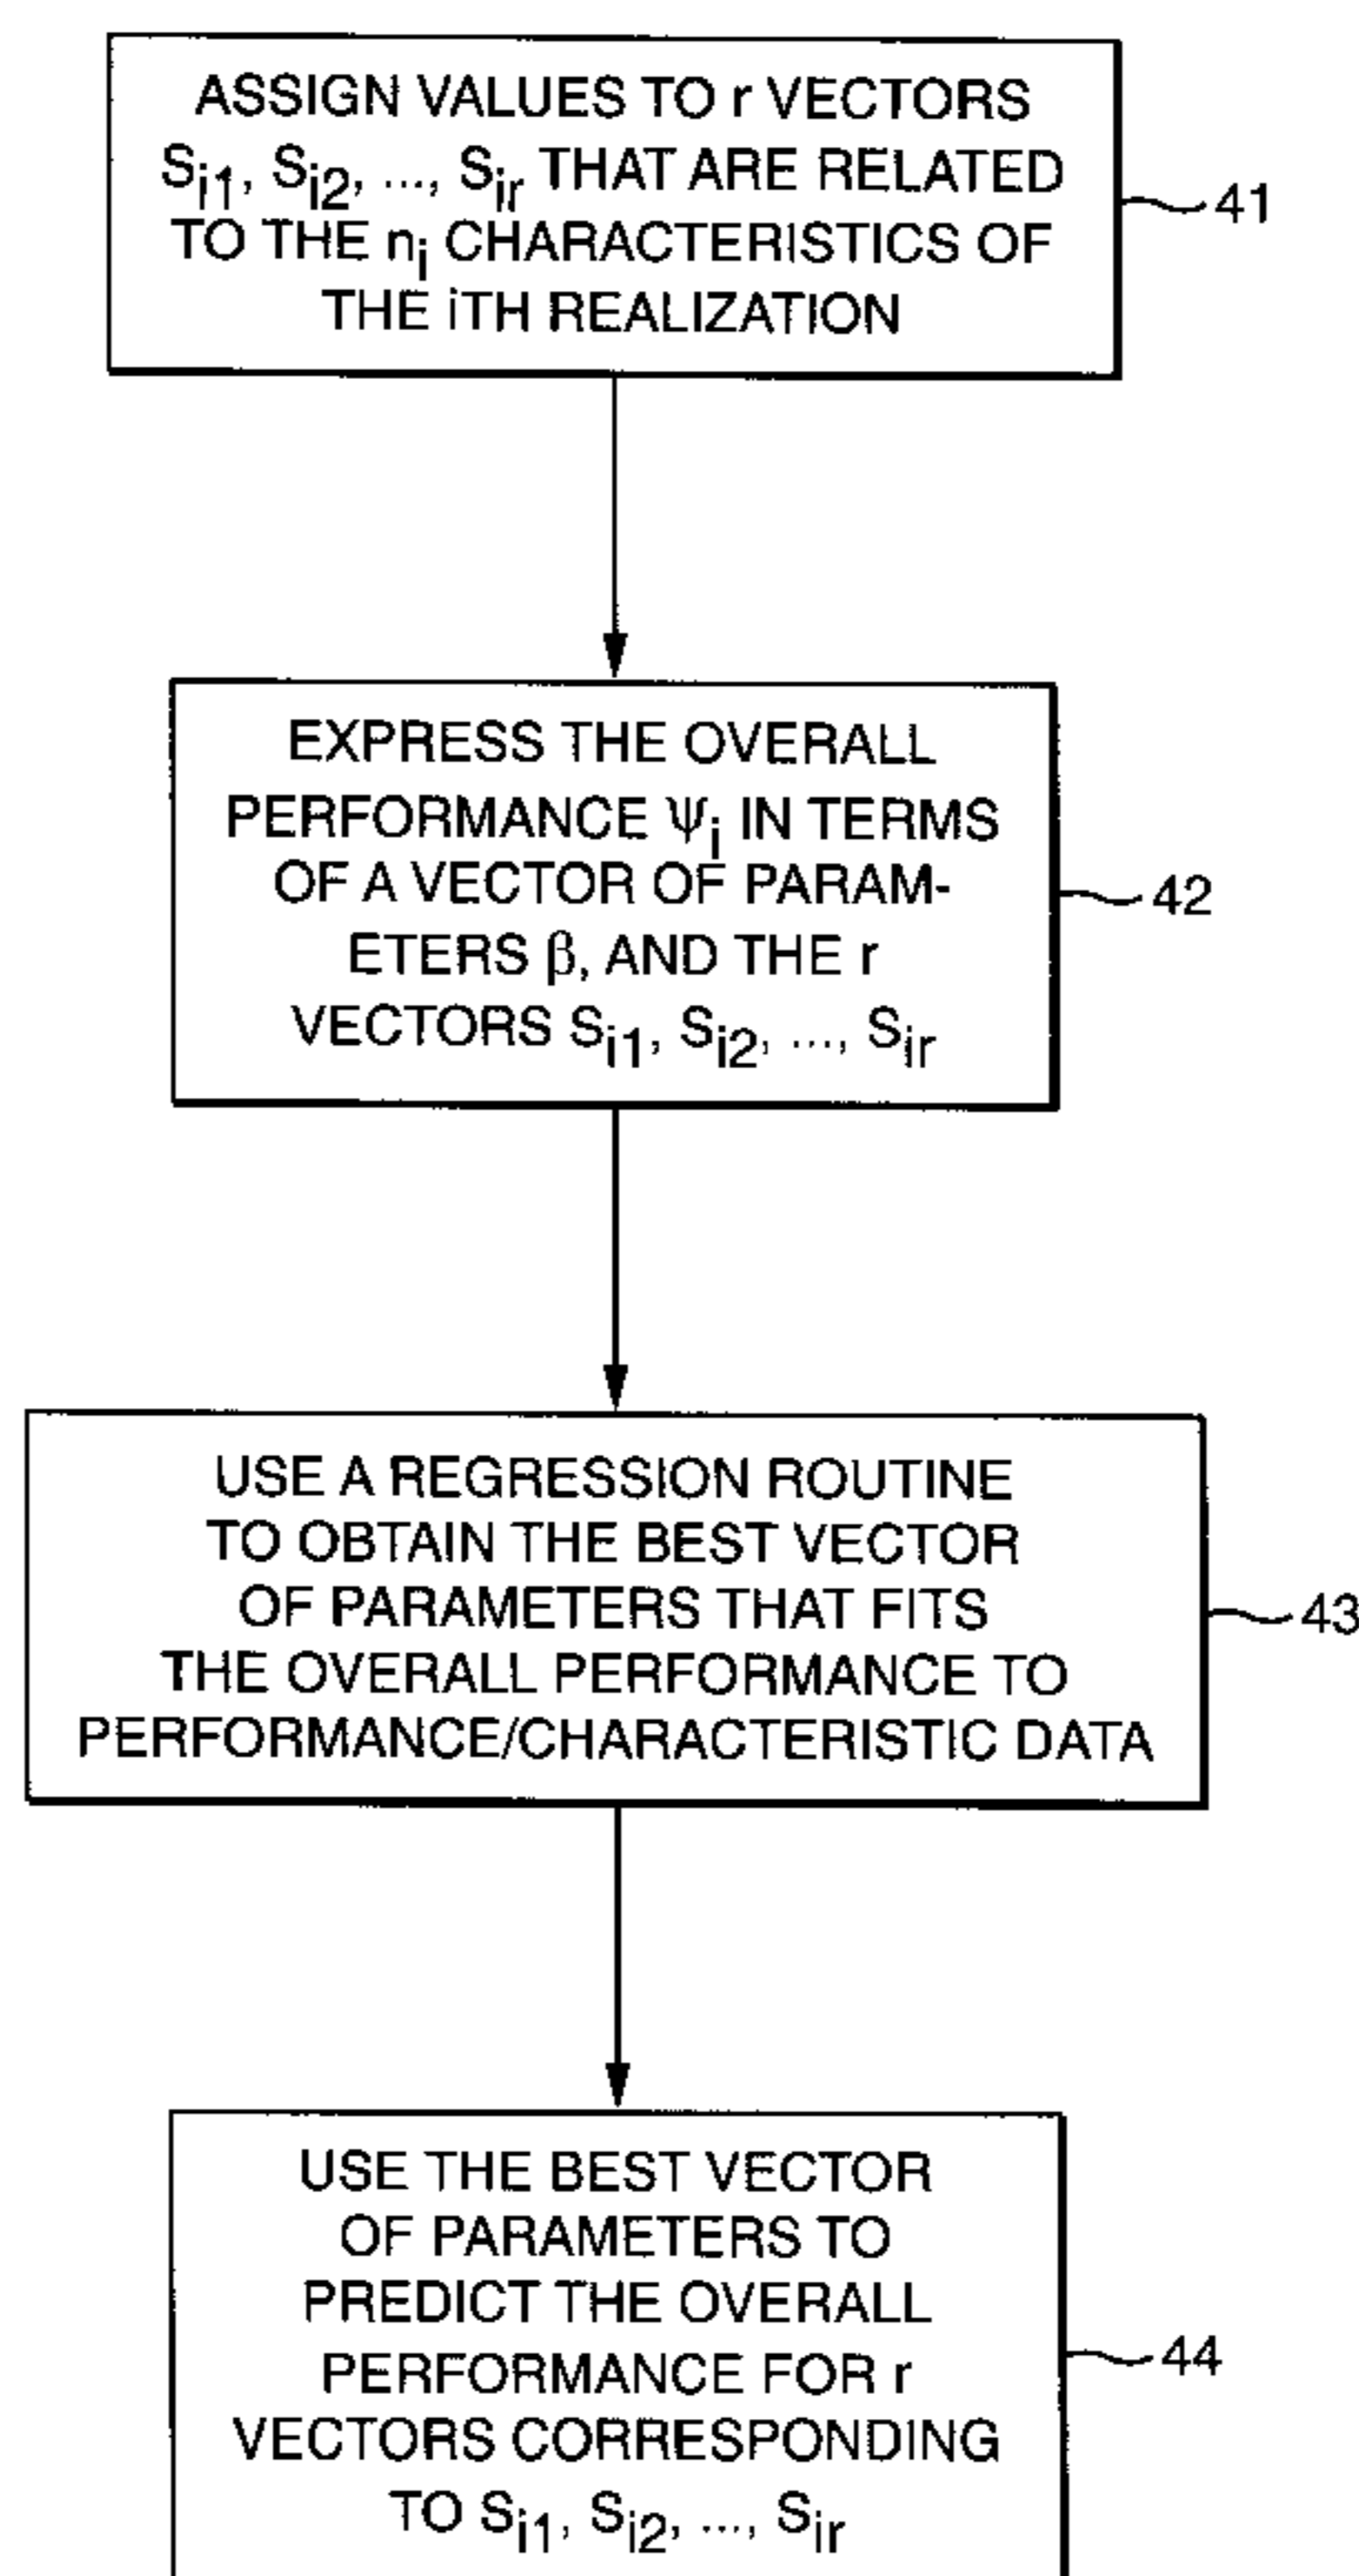 ASSIGN VALUES TO r VECTORS
Si1, Si2, ..., Sir THAT ARE RELATED
TO THE ni CHARACTERISTICS OF
THE iTH REALIZATION
41
EXPRESS THE OVERALL
PERFORMANCE ψi IN TERMS
OF A VECTOR OF PARAM-
ETERS β, AND THE r
VECTORS Si1, Si2, ..., Sir
42
USE A REGRESSION ROUTINE
TO OBTAIN THE BEST VECTOR
OF PARAMETERS THAT FITS
THE OVERALL PERFORMANCE TO
PERFORMANCE/CHARACTERISTIC DATA
43
USE THE BEST VECTOR
OF PARAMETERS TO
PREDICT THE OVERALL
PERFORMANCE FOR r
VECTORS CORRESPONDING
TO Si1, Si2, ..., Sir
44